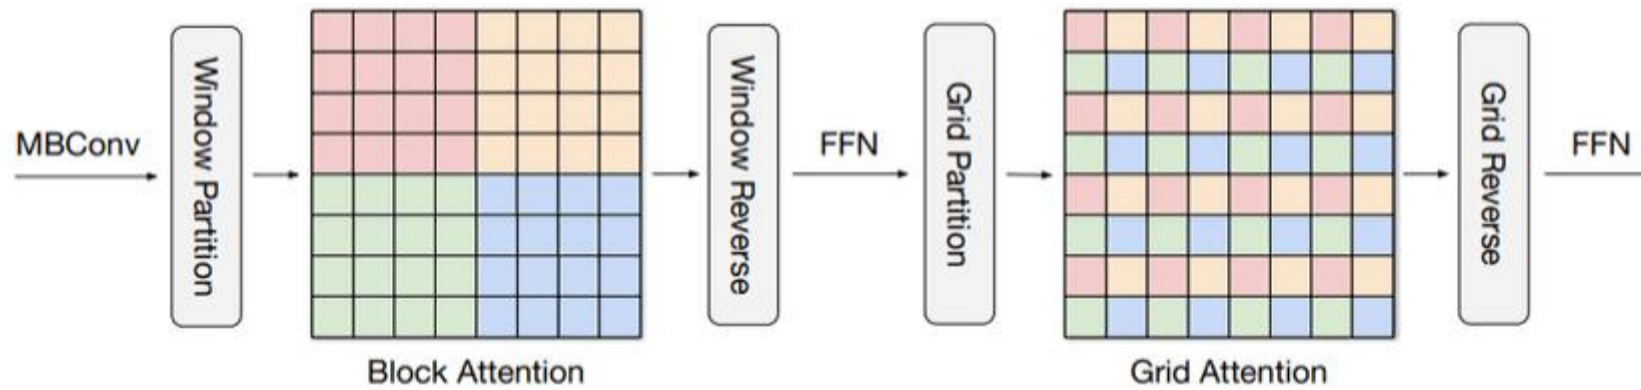 MBConv
Window Partition
Block Attention
Window Reverse
FFN
Grid Partition
Grid Attention
Grid Reverse
FFN